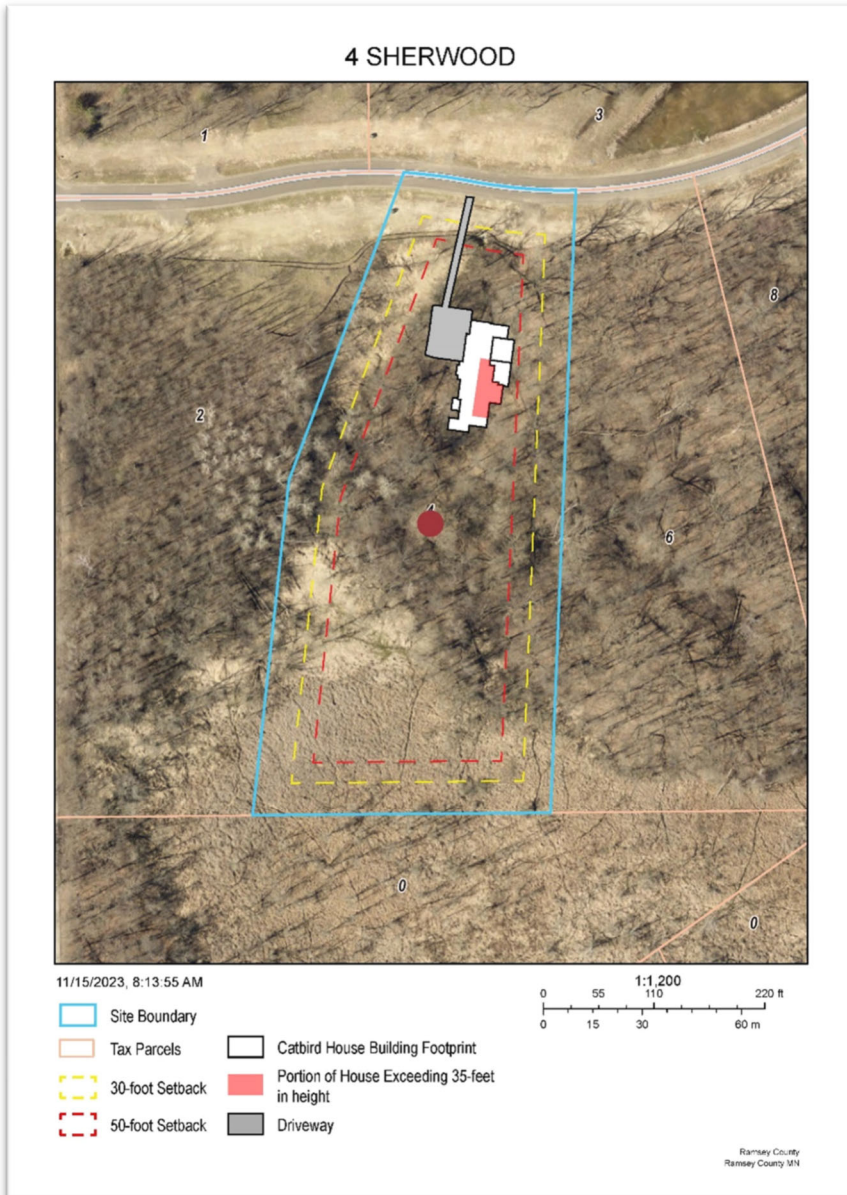 4 SHERWOOD
1
3
8
2
4
6
0
0
11/15/2023, 8:13:55 AM
1:1,200
0 55 110 220 ft
0 15 30 60 m
Site Boundary
Tax Parcels
30-foot Setback
50-foot Setback
Catbird House Building Footprint
Portion of House Exceeding 35-feet
in height
Driveway
Ramsey County
Ramsey County MN